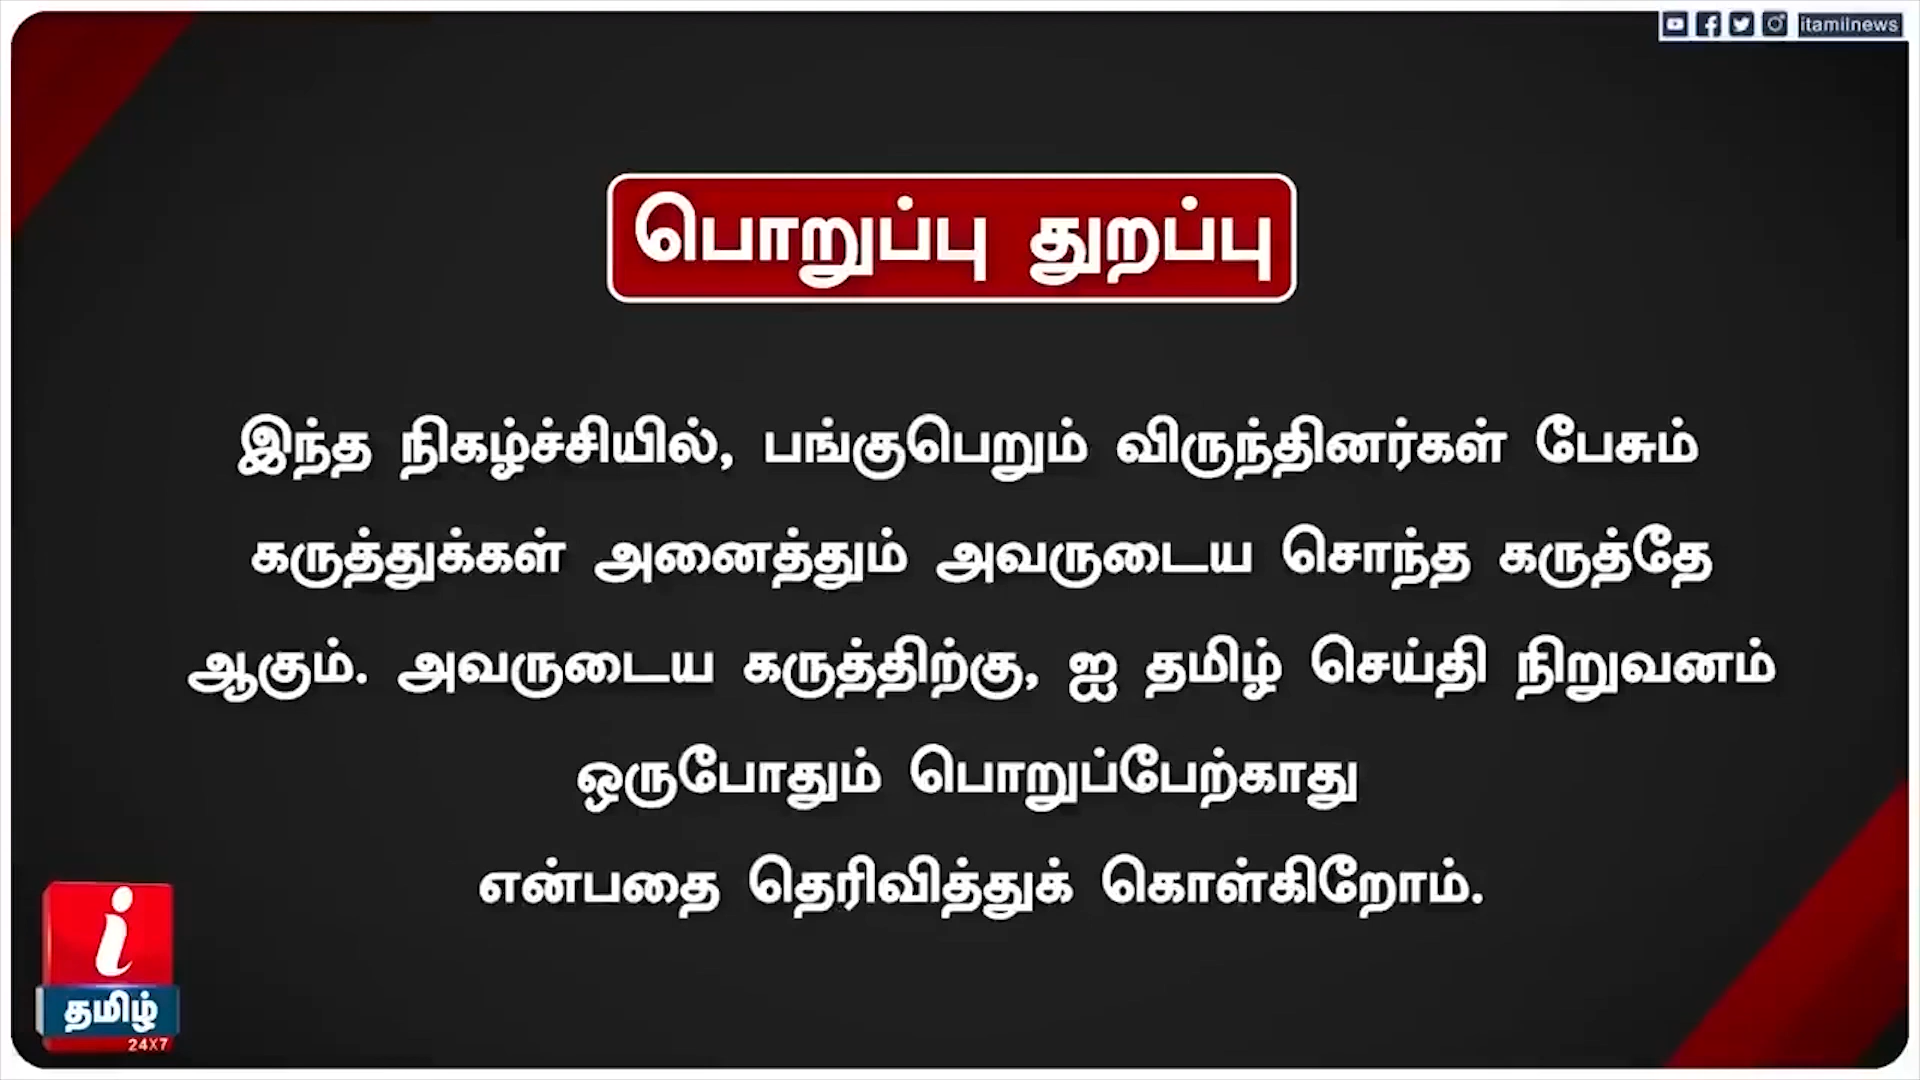 itamilnews
பொறுப்பு துறப்பு
இந்த நிகழ்ச்சியில், பங்குபெறும் விருந்தினர்கள் பேசும்
கருத்துக்கள் அனைத்தும் அவருடைய சொந்த கருத்தே
ஆகும். அவருடைய கருத்திற்கு, ஐ தமிழ் செய்தி நிறுவனம்
ஒருபோதும் பொறுப்பேற்காது
என்பதை தெரிவித்துக் கொள்கிறோம்.
i
தமிழ்
24X7